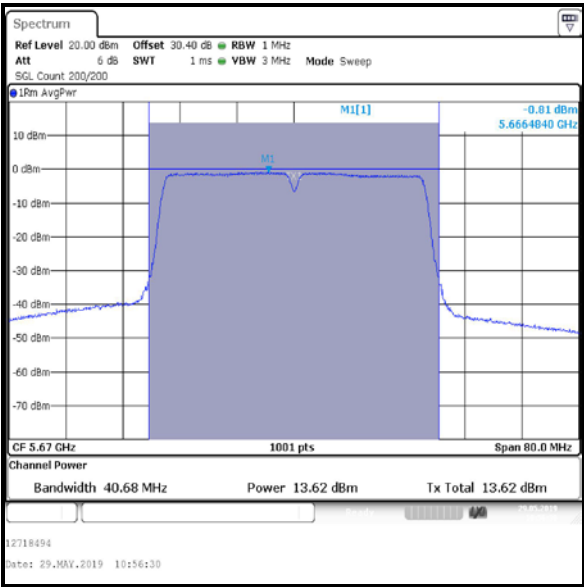 Spectrum
Ref Level 20.00 dBm Offset 30.40 dB RBW 1 MHz
Att 6 dB SWT 1 ms VBW 3 MHz Mode Sweep
SGL Count 200/200
1Rm AvgPwr
M1[1] -0.81 dBm
5.6664840 GHz
10 dBm
M1
0 dBm
-10 dBm
-20 dBm
-30 dBm
-40 dBm
-50 dBm
-60 dBm
-70 dBm
CF 5.67 GHz 1001 pts Span 80.0 MHz
Channel Power
Bandwidth 40.68 MHz Power 13.62 dBm Tx Total 13.62 dBm
12718494
Date: 29.MAY.2019 10:56:30